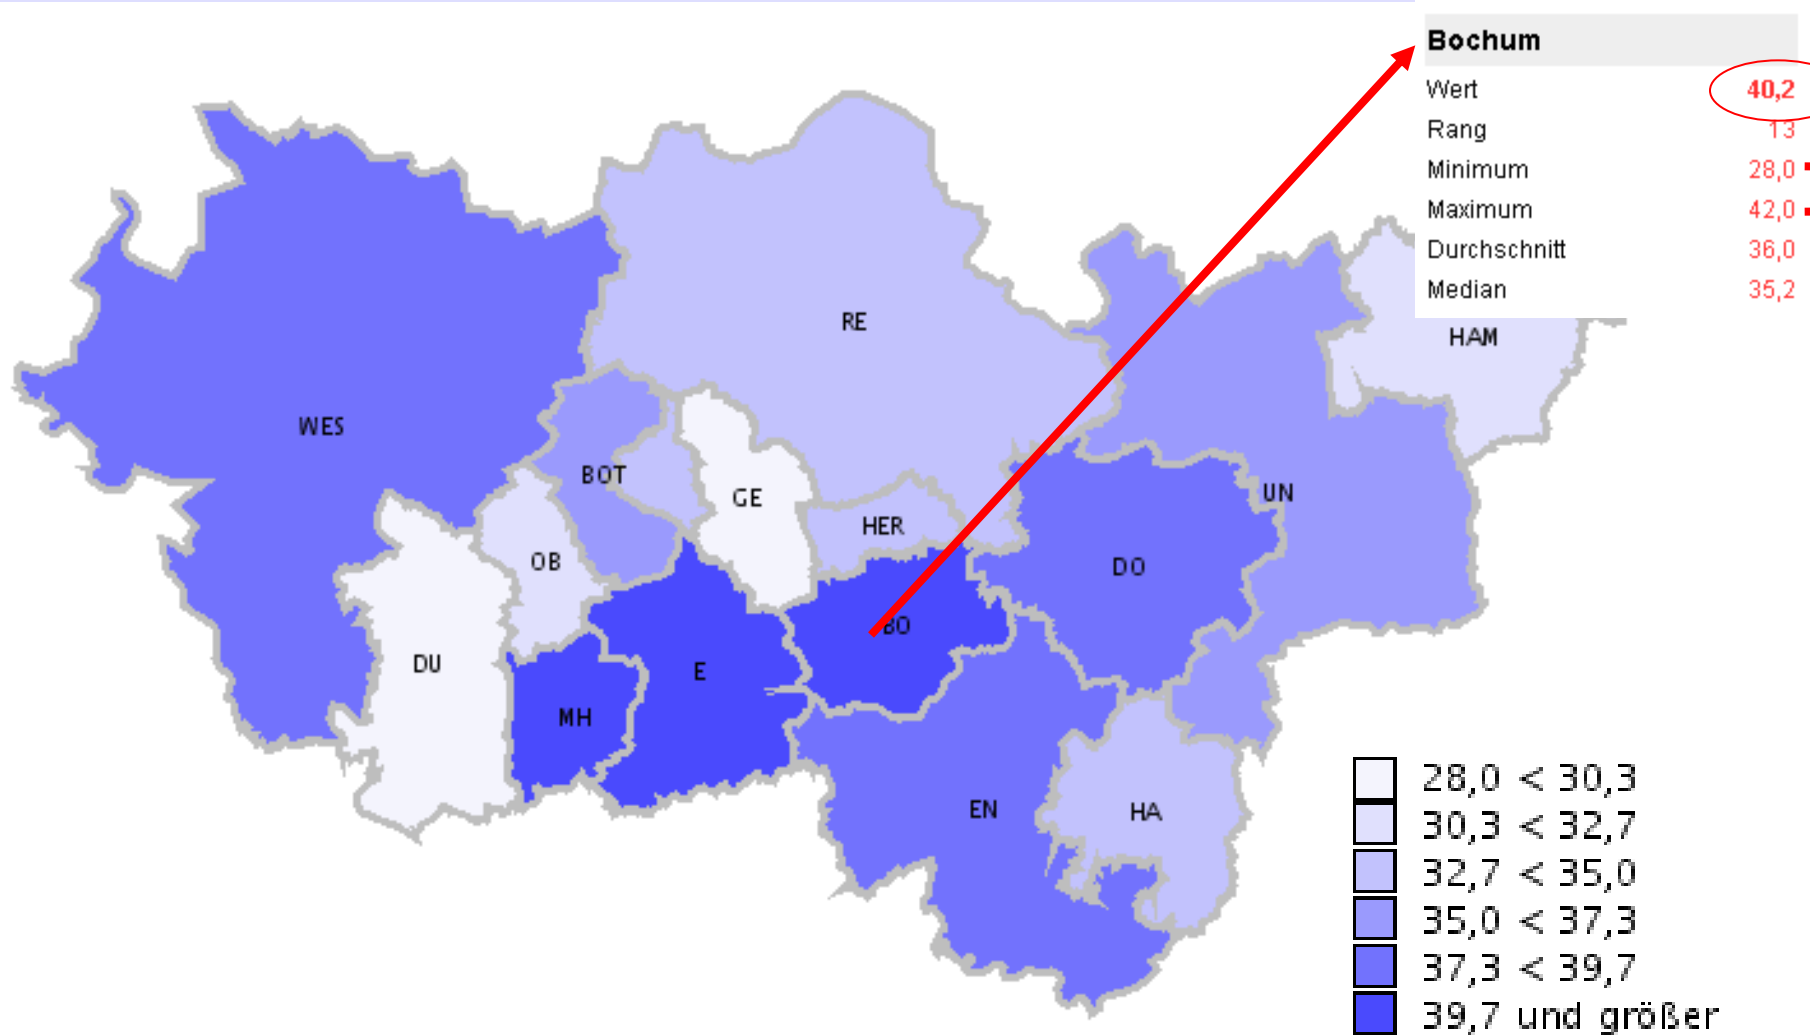 Bochum
Wert 40,2
Rang 13
Minimum 28,0
Maximum 42,0
Durchschnitt 36,0
Median 35,2
RE
HAM
WES
BOT
GE
UN
HER
OB
DO
BO
DU
E
MH
EN
HA
28,0 < 30,3
30,3 < 32,7
32,7 < 35,0
35,0 < 37,3
37,3 < 39,7
39,7 und größer